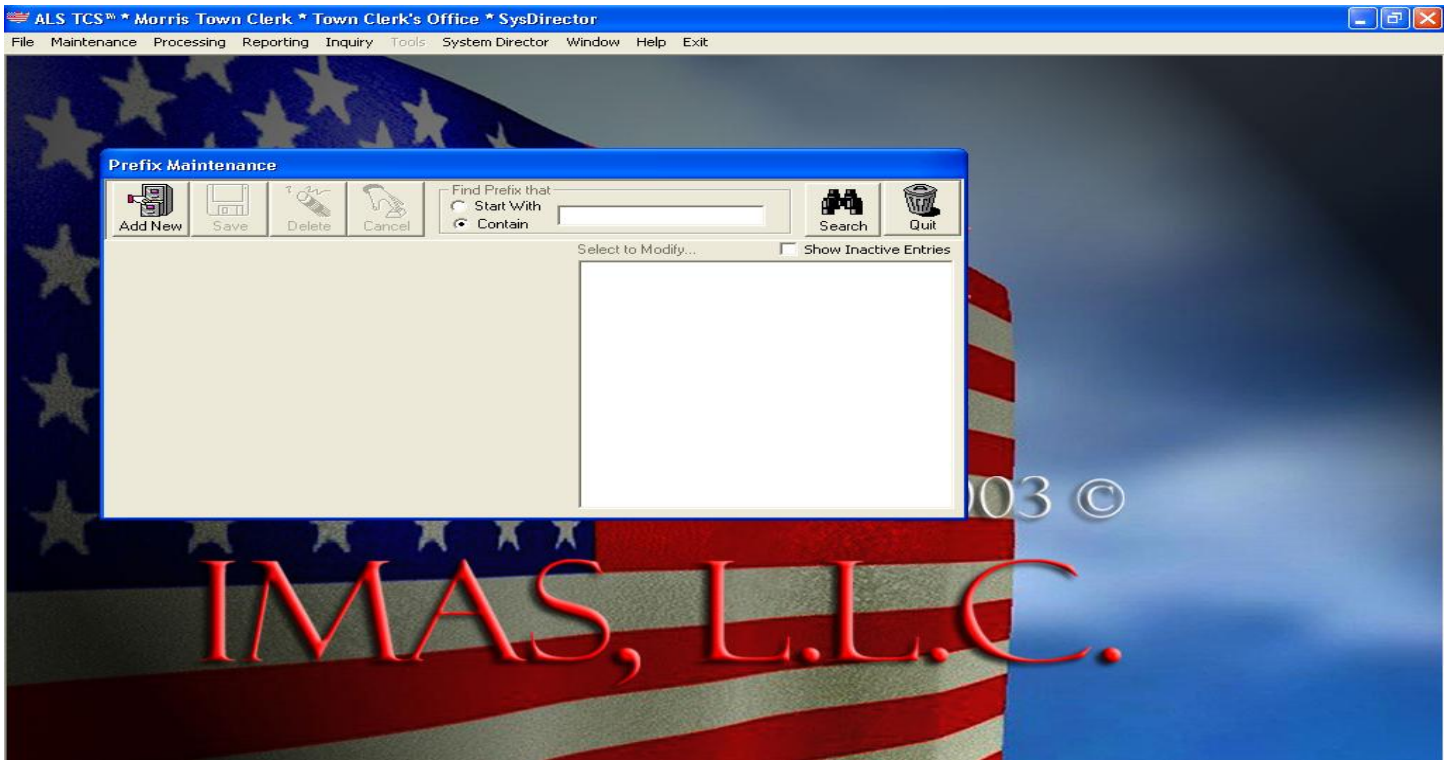 ALS TCS™ * Morris Town Clerk * Town Clerk's Office * SysDirector
File Maintenance Processing Reporting Inquiry Tools System Director Window Help Exit
Prefix Maintenance
Add New Save Delete Cancel
Find Prefix that
Start With
Contain
Search Quit
Select to Modify... Show Inactive Entries
003 ©
IMAS, L.L.C.